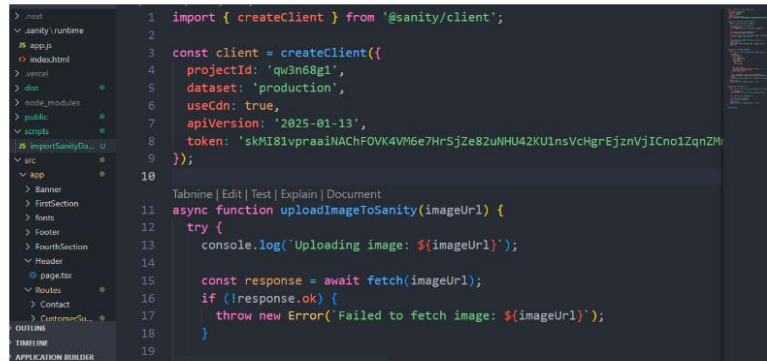 > .next
∨ .sanity \ runtime
JS app.js
<> index.html
> .vercel
> dist
> node_modules
> public
∨ scripts
JS importSanityDa... U
∨ src
∨ app
> Banner
> FirstSection
> fonts
> Footer
> FourthSection
∨ Header
page.tsx
∨ Routes
> Contact
> CustomerSu...
> OUTLINE
> TIMELINE
> APPLICATION BUILDER
1 import { createClient } from '@sanity/client';
2
3 const client = createClient({
4 projectId: 'qw3n68g1',
5 dataset: 'production',
6 useCdn: true,
7 apiVersion: '2025-01-13',
8 token:
9 });
10
Tabnine | Edit | Test | Explain | Document
11 async function uploadImageToSanity(imageUrl) {
12 try {
13 console.log(`Uploading image: ${imageUrl}`);
14
15 const response = await fetch(imageUrl);
16 if (!response.ok) {
17 throw new Error(`Failed to fetch image: ${imageUrl}`);
18 }
19